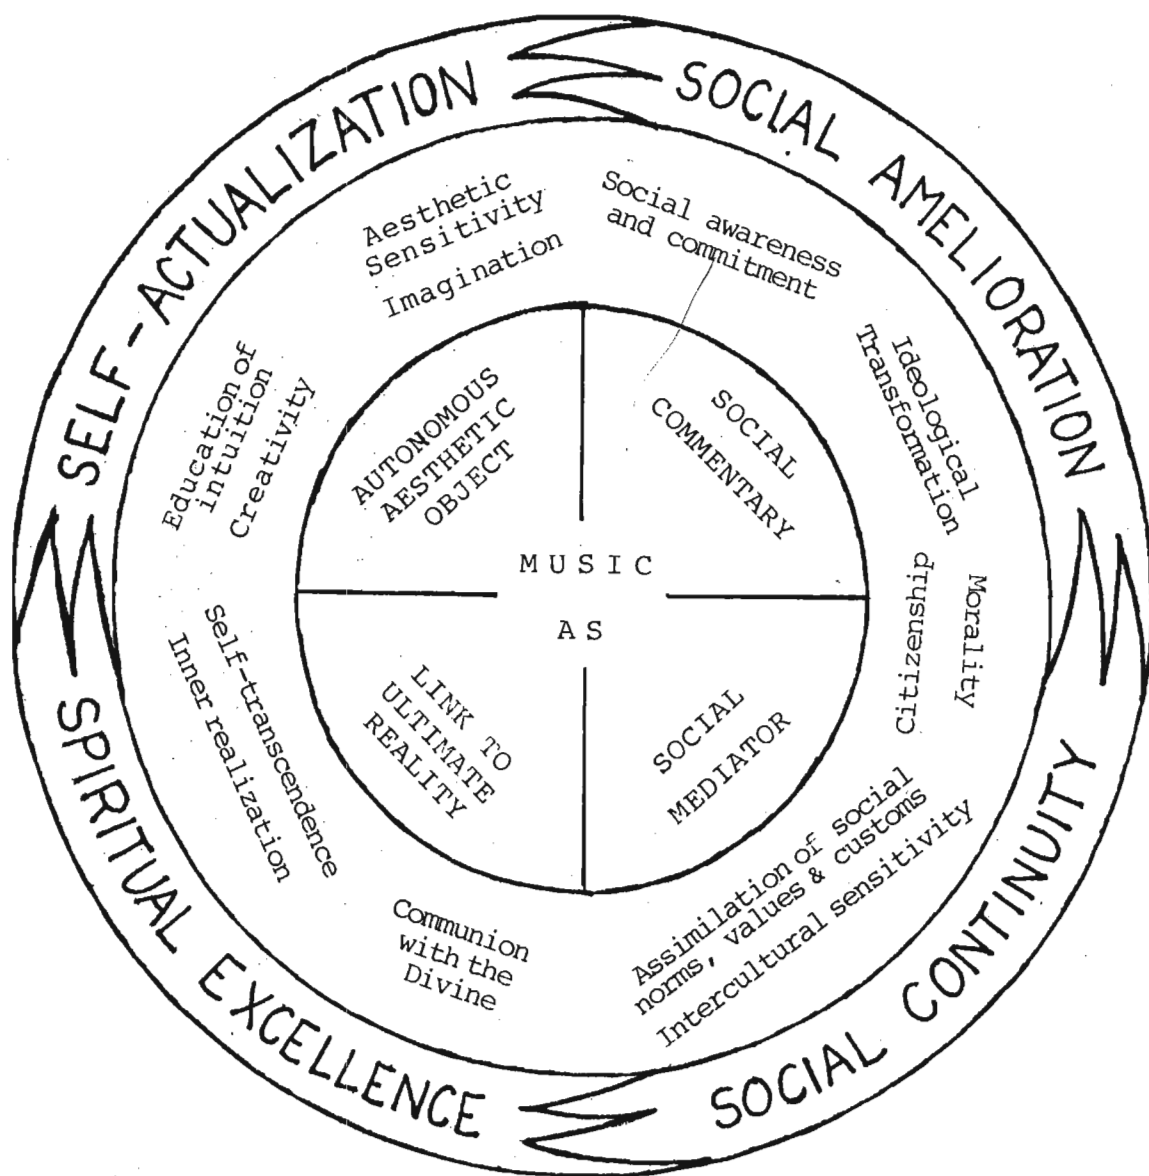 SELF-ACTUALIZATION
SOCIAL AMELIORATION
SOCIAL CONTINUITY
SPIRITUAL EXCELLENCE
Aesthetic
Sensitivity
Imagination
Social awareness
and commitment
Ideological
Transformation
Morality
Citizenship
Assimilation of social
norms, values & customs
Intercultural sensitivity
Communion
with the
Divine
Self-transcendence
Inner realization
Education of
intuition
Creativity
AUTONOMOUS
AESTHETIC
OBJECT
SOCIAL
COMMENTARY
MUSIC
AS
LINK TO
ULTIMATE
REALITY
SOCIAL
MEDIATOR